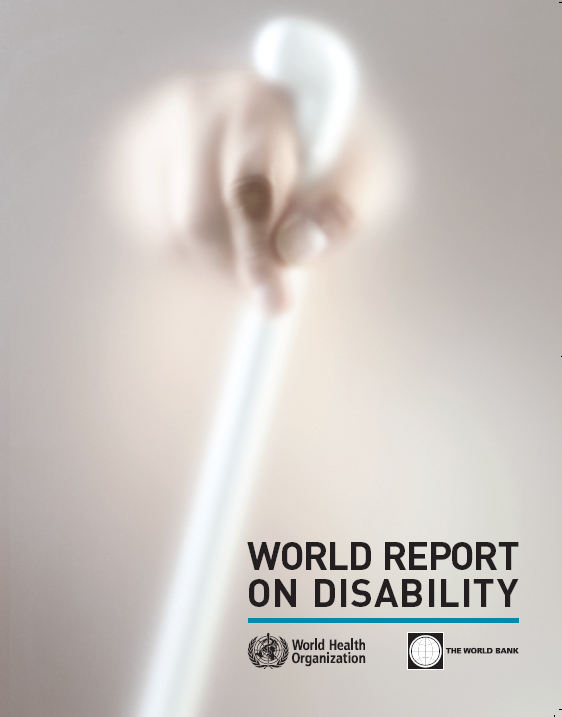 WORLD REPORT
ON DISABILITY
World Health
Organization
THE WORLD BANK